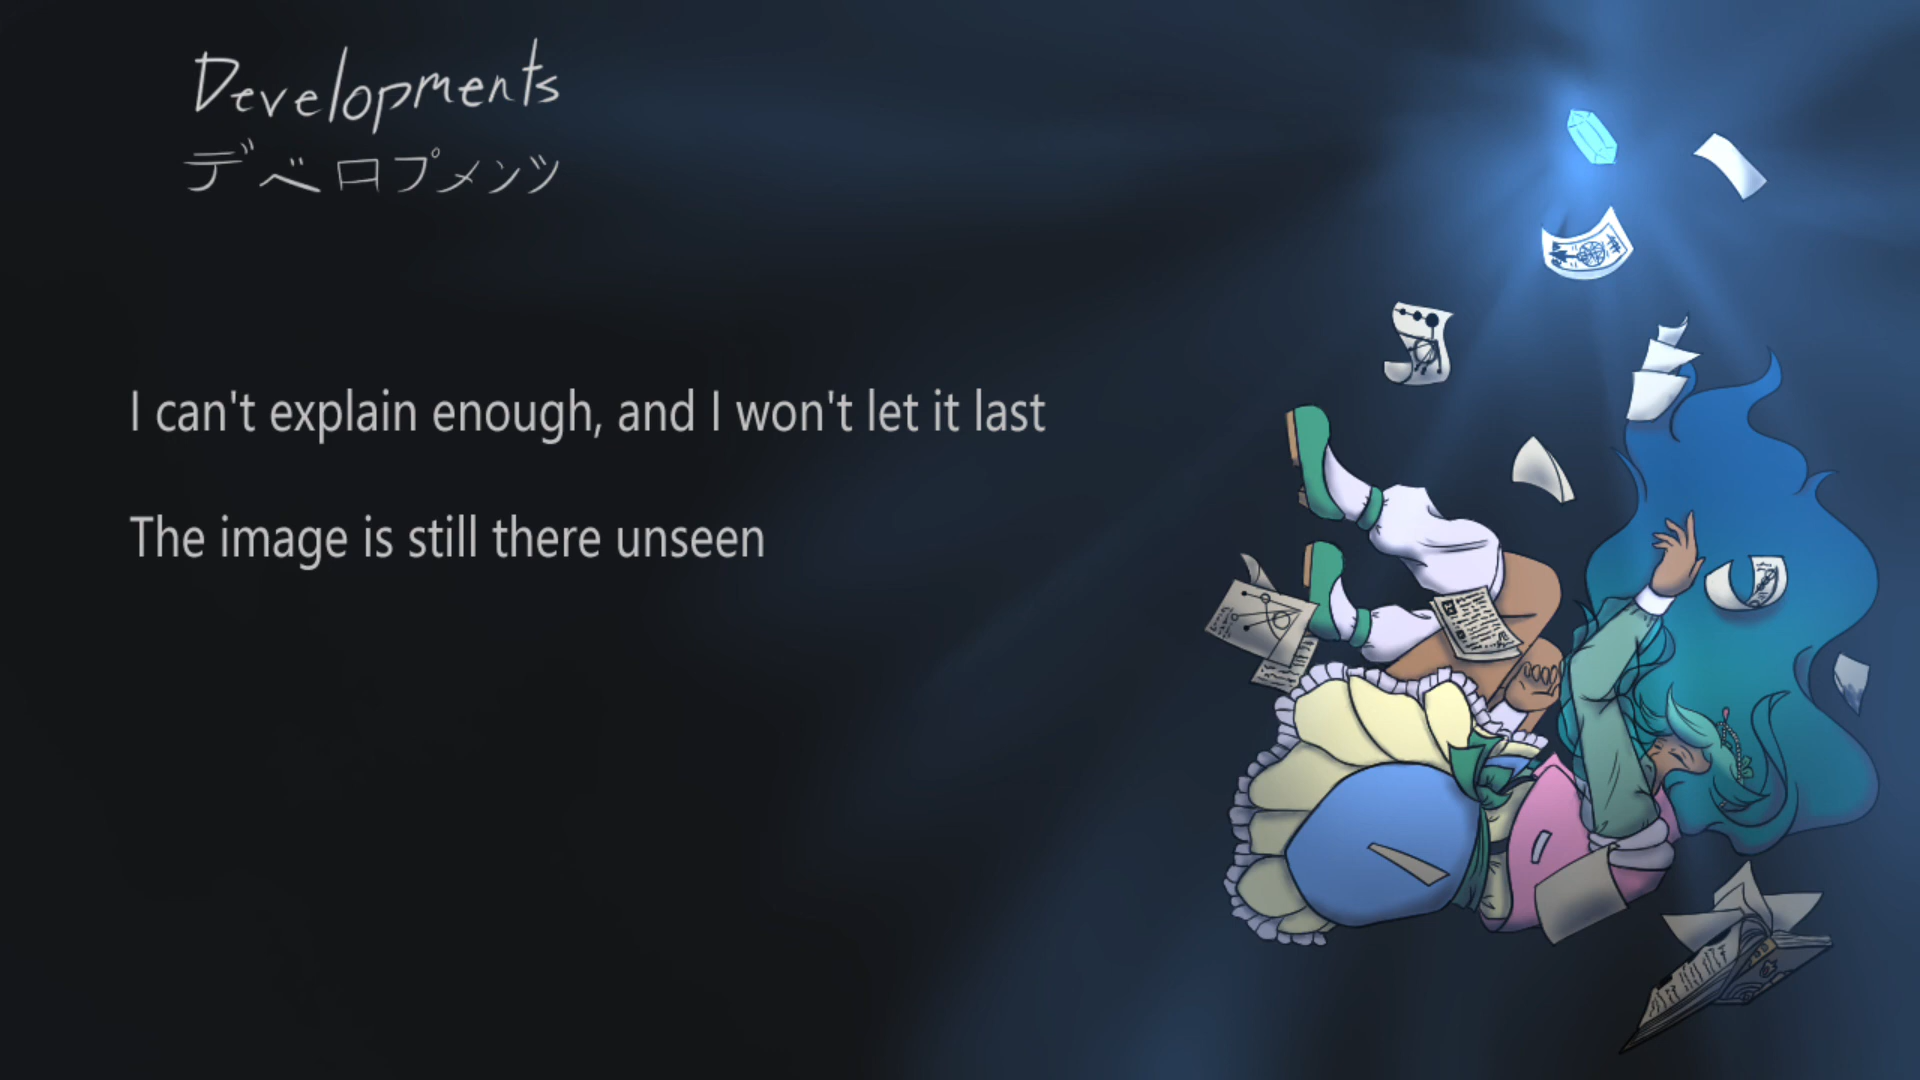 Developments
デベロプメンツ
I can't explain enough, and I won't let it last
The image is still there unseen